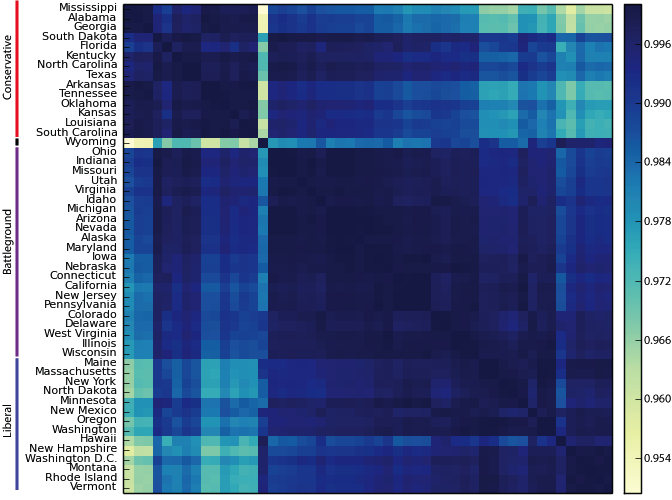 Conservative
Mississippi
Alabama
Georgia
South Dakota
Florida
Kentucky
North Carolina
Texas
Arkansas
Tennessee
Oklahoma
Kansas
Louisiana
South Carolina
Wyoming
Battleground
Ohio
Indiana
Missouri
Utah
Virginia
Idaho
Michigan
Arizona
Nevada
Alaska
Maryland
Iowa
Nebraska
Connecticut
California
New Jersey
Pennsylvania
Colorado
Delaware
West Virginia
Illinois
Wisconsin
Liberal
Maine
Massachusetts
New York
North Dakota
Minnesota
New Mexico
Oregon
Washington
Hawaii
New Hampshire
Washington D.C.
Montana
Rhode Island
Vermont
0.996
0.990
0.984
0.978
0.972
0.966
0.960
0.954